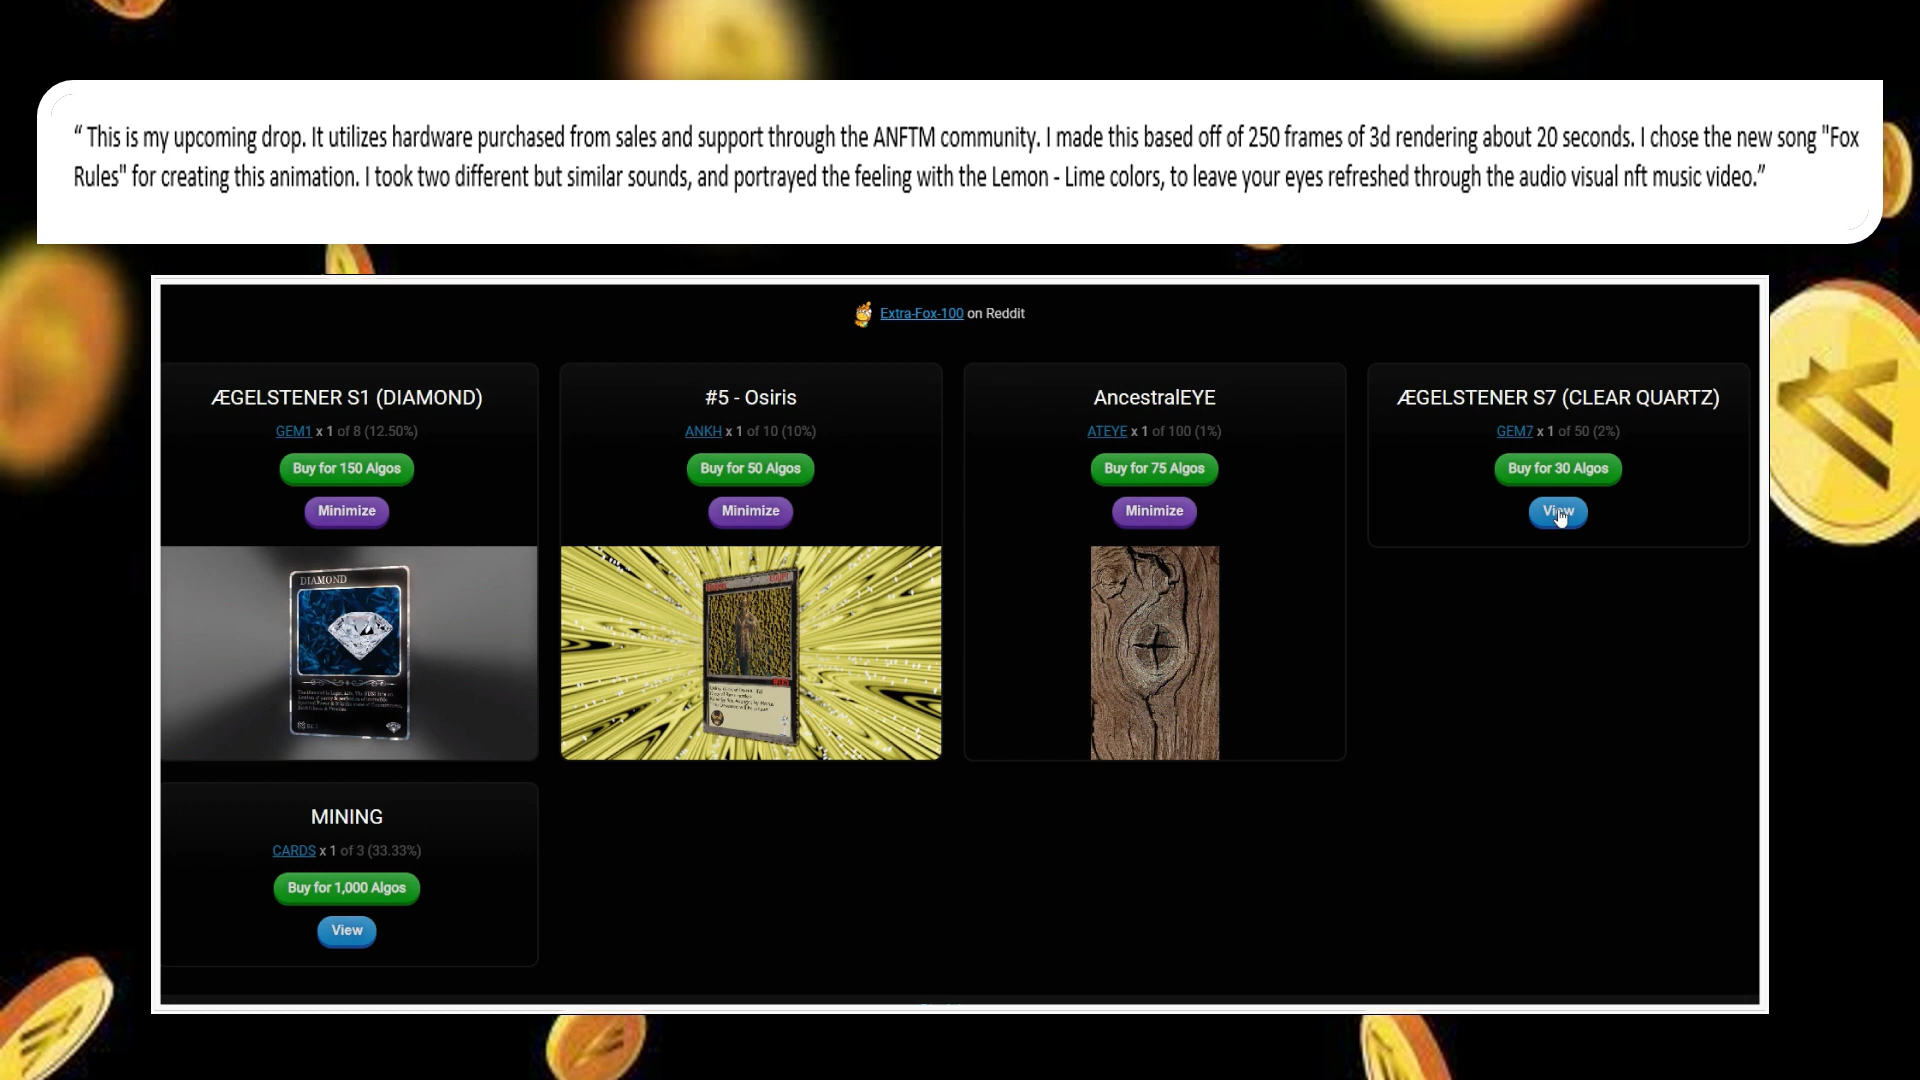 “ This is my upcoming drop. It utilizes hardware purchased from sales and support through the ANFTM community. I made this based off of 250 frames of 3d rendering about 20 seconds. I chose the new song "Fox
Rules" for creating this animation. I took two different but similar sounds, and portrayed the feeling with the Lemon - Lime colors, to leave your eyes refreshed through the audio visual nft music video.”
Extra-Fox-100 on Reddit
ÆGELSTENER S1 (DIAMOND)
GEM1 x 1 of 8 (12.50%)
Buy for 150 Algos
Minimize
DIAMOND
#5 - Osiris
ANKH x 1 of 10 (10%)
Buy for 50 Algos
Minimize
AncestralEYE
ATEYE x 1 of 100 (1%)
Buy for 75 Algos
Minimize
ÆGELSTENER S7 (CLEAR QUARTZ)
GEM7 x 1 of 50 (2%)
Buy for 30 Algos
View
MINING
CARDS x 1 of 3 (33.33%)
Buy for 1,000 Algos
View